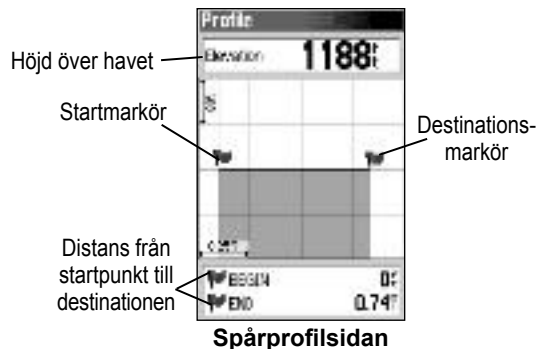 Profile
Elevation 1188
Höjd över havet
Startmarkör
Destinations-
markör
Distans från
startpunkt till
destinationen
BEGIN 0
END 0.74
Spårprofilsidan